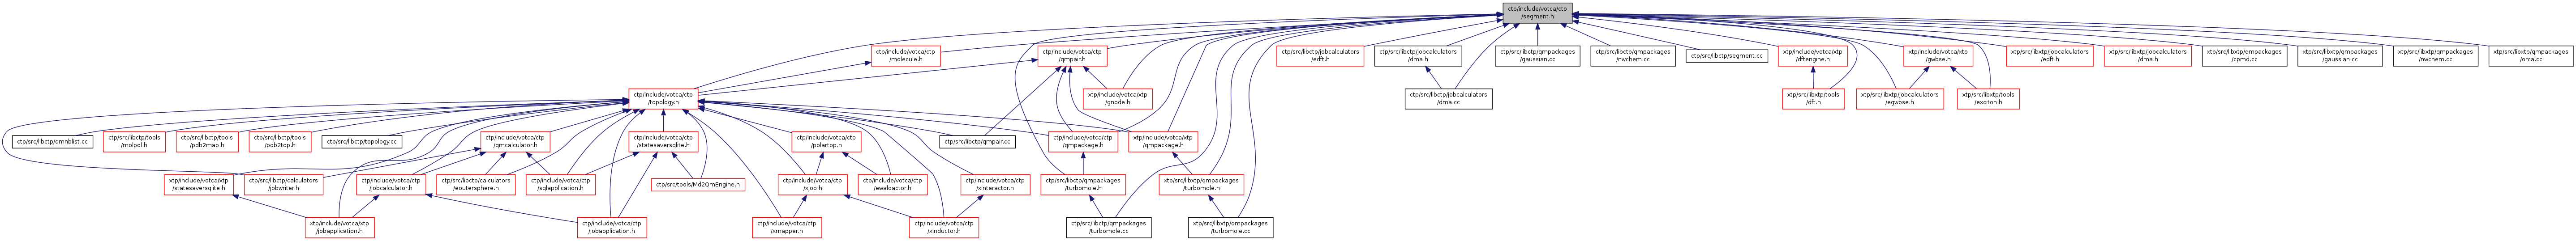 ctp/include/votca/ctp
/segment.h
ctp/include/votca/ctp
/molecule.h
ctp/include/votca/ctp
/qmpair.h
ctp/src/libctp/jobcalculators
/edft.h
ctp/src/libctp/jobcalculators
/dma.h
ctp/src/libctp/qmpackages
/gaussian.cc
ctp/src/libctp/qmpackages
/nwchem.cc
ctp/src/libctp/segment.cc
xtp/include/votca/xtp
/dftengine.h
xtp/include/votca/xtp
/gwbse.h
xtp/src/libxtp/jobcalculators
/edft.h
xtp/src/libxtp/jobcalculators
/dma.h
xtp/src/libxtp/qmpackages
/cpmd.cc
xtp/src/libxtp/qmpackages
/gaussian.cc
xtp/src/libxtp/qmpackages
/nwchem.cc
xtp/src/libxtp/qmpackages
/orca.cc
ctp/include/votca/ctp
/topology.h
xtp/include/votca/xtp
/gnode.h
ctp/src/libctp/jobcalculators
/dma.cc
xtp/src/libxtp/tools
/dft.h
xtp/src/libxtp/jobcalculators
/egwbse.h
xtp/src/libxtp/tools
/exciton.h
ctp/src/libctp/qmnblist.cc
ctp/src/libctp/tools
/molpol.h
ctp/src/libctp/tools
/pdb2map.h
ctp/src/libctp/tools
/pdb2top.h
ctp/src/libctp/topology.cc
ctp/include/votca/ctp
/qmcalculator.h
ctp/include/votca/ctp
/statesaversqlite.h
ctp/include/votca/ctp
/polartop.h
ctp/src/libctp/qmpair.cc
ctp/include/votca/ctp
/qmpackage.h
xtp/include/votca/xtp
/qmpackage.h
xtp/include/votca/xtp
/statesaversqlite.h
ctp/src/libctp/calculators
/jobwriter.h
ctp/include/votca/ctp
/jobcalculator.h
ctp/src/libctp/calculators
/eoutersphere.h
ctp/include/votca/ctp
/sqlapplication.h
ctp/src/tools/Md2QmEngine.h
ctp/include/votca/ctp
/xjob.h
ctp/include/votca/ctp
/ewaldactor.h
ctp/include/votca/ctp
/xinteractor.h
ctp/src/libctp/qmpackages
/turbomole.h
xtp/src/libxtp/qmpackages
/turbomole.h
xtp/include/votca/xtp
/jobapplication.h
ctp/include/votca/ctp
/jobapplication.h
ctp/include/votca/ctp
/xmapper.h
ctp/include/votca/ctp
/xinductor.h
ctp/src/libctp/qmpackages
/turbomole.cc
xtp/src/libxtp/qmpackages
/turbomole.cc